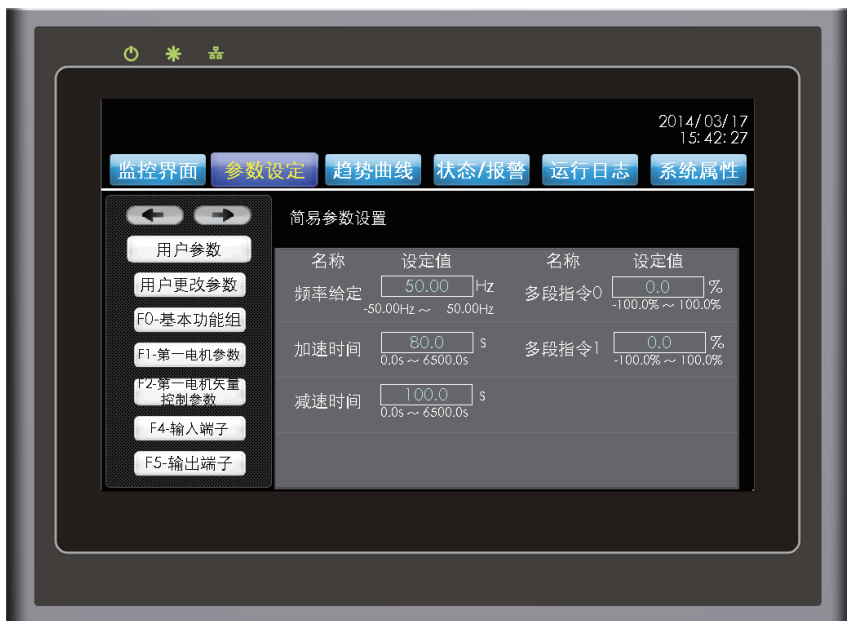 2014/03/17
15:42:27
监控界面 参数设定 趋势曲线 状态/报警 运行日志 系统属性
简易参数设置
用户参数
用户更改参数
F0-基本功能组
F1-第一电机参数
F2-第一电机矢量
控制参数
F4-输入端子
F5-输出端子
名称 设定值 名称 设定值
频率给定 50.00 Hz 多段指令0 0.0 %
-50.00Hz～ 50.00Hz -100.0%～100.0%
加速时间 80.0 s 多段指令1 0.0 %
0.0s～6500.0s -100.0%～100.0%
减速时间 100.0 s
0.0s～6500.0s